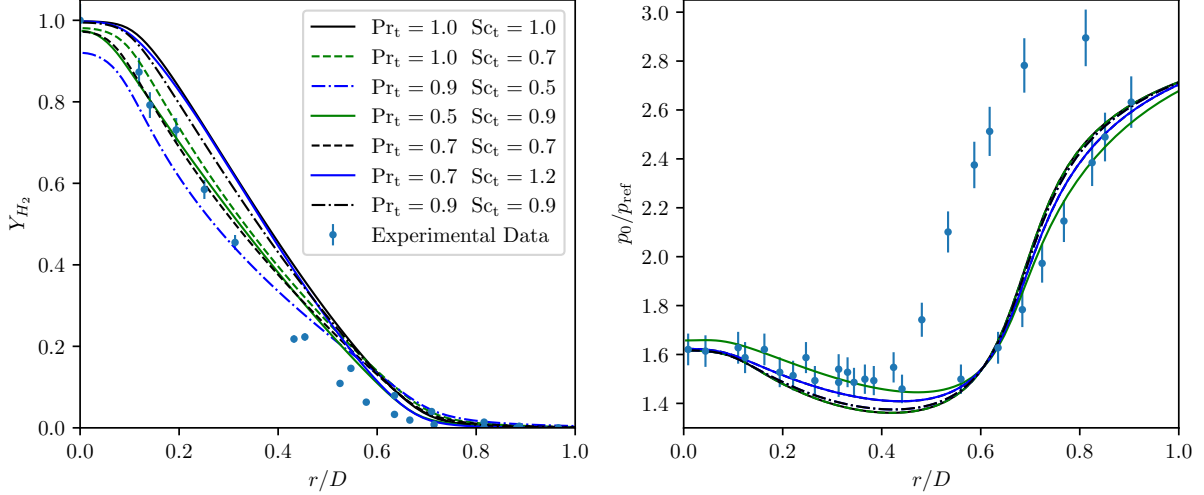 1.0
0.8
0.6
0.4
0.2
0.0
Y_{H_2}
0.0 0.2 0.4 0.6 0.8 1.0
r/D
Pr_t = 1.0 Sc_t = 1.0
Pr_t = 1.0 Sc_t = 0.7
Pr_t = 0.9 Sc_t = 0.5
Pr_t = 0.5 Sc_t = 0.9
Pr_t = 0.7 Sc_t = 0.7
Pr_t = 0.7 Sc_t = 1.2
Pr_t = 0.9 Sc_t = 0.9
Experimental Data
3.0
2.8
2.6
2.4
2.2
2.0
1.8
1.6
1.4
p_0/p_ref
0.0 0.2 0.4 0.6 0.8 1.0
r/D